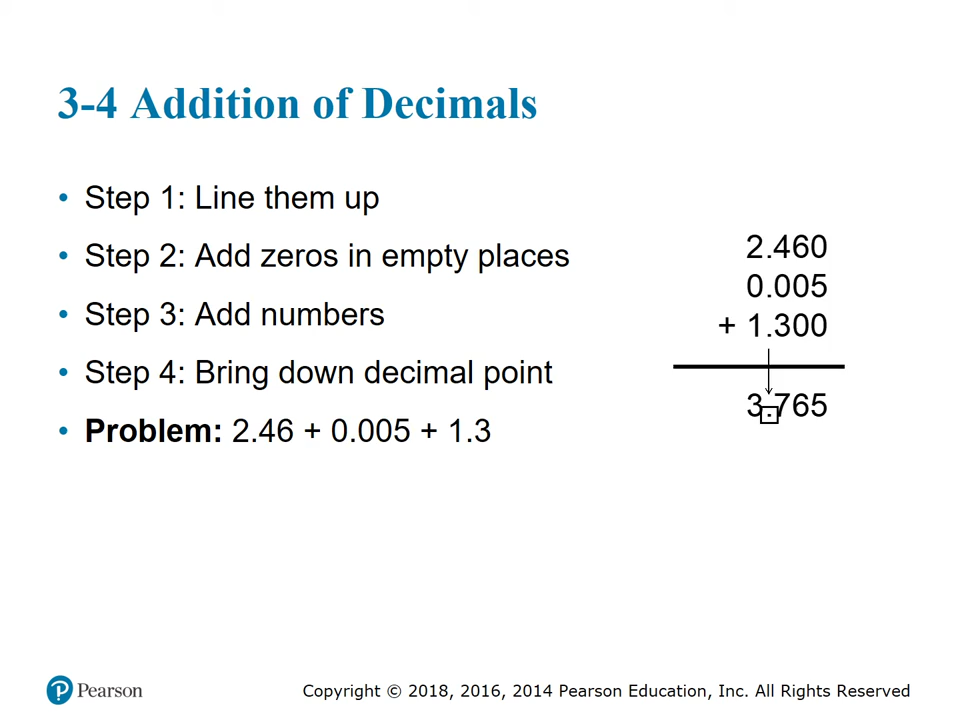 3-4 Addition of Decimals
• Step 1: Line them up
• Step 2: Add zeros in empty places
• Step 3: Add numbers
• Step 4: Bring down decimal point
• Problem: 2.46 + 0.005 + 1.3
2.460
0.005
+ 1.300
3.765
Pearson
Copyright © 2018, 2016, 2014 Pearson Education, Inc. All Rights Reserved